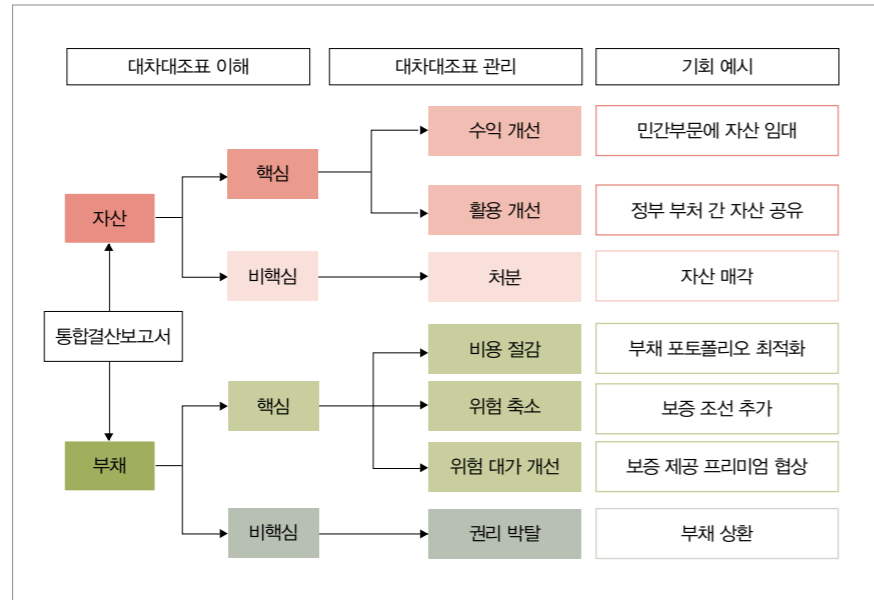 대차대조표 이해
대차대조표 관리
기회 예시
수익 개선
민간부문에 자산 임대
핵심
자산
활용 개선
정부 부처 간 자산 공유
비핵심
처분
자산 매각
통합결산보고서
비용 절감
부채 포토폴리오 최적화
핵심
위험 축소
보증 조선 추가
부채
위험 대가 개선
보증 제공 프리미엄 협상
비핵심
권리 박탈
부채 상환